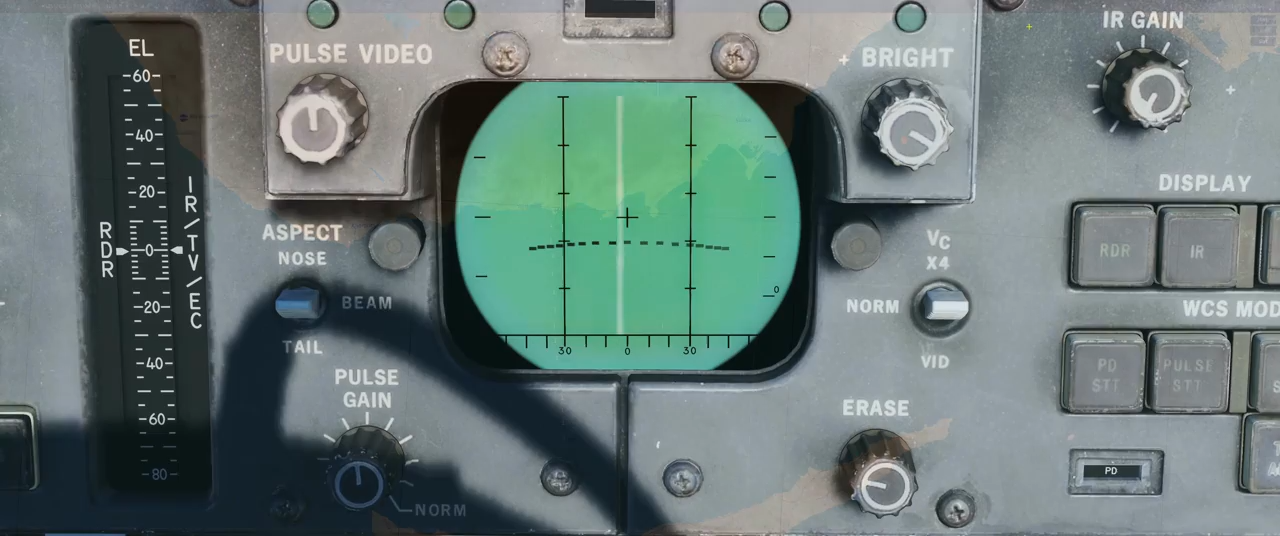 EL
60
40
20
0
20
40
60
80
RDR
IR/TV/EC
PULSE VIDEO
+ BRIGHT
IR GAIN
+
ASPECT
NOSE
BEAM
TAIL
PULSE
GAIN
NORM
0
30 0 30
VC
X4
NORM
VID
ERASE
DISPLAY
RDR
IR
WCS MOD
PD
STT
PULSE
STT
PD